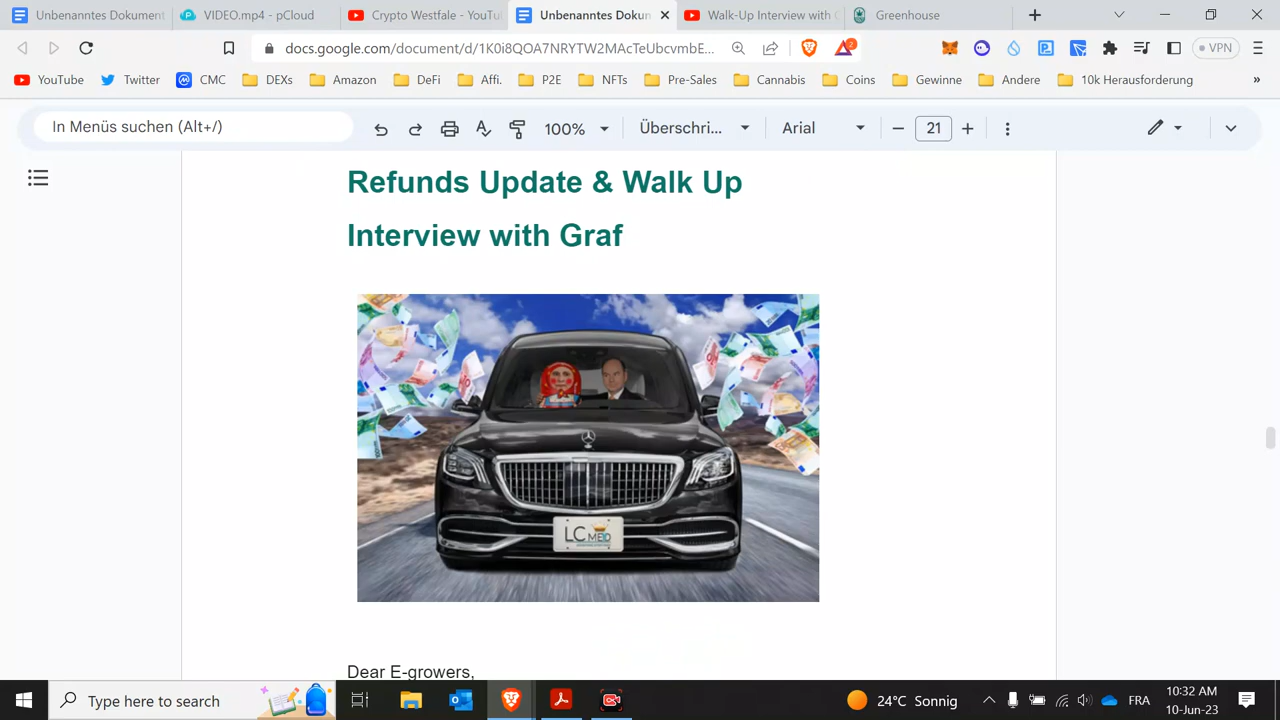 Unbenanntes Dokument
VIDEO.mp4 - pCloud
Crypto Westfale - YouTu
Unbenanntes Dokun
Walk-Up Interview with G
Greenhouse
docs.google.com/document/d/1K0i8QOA7NRYTW2MAcTeUbcvmbE...
2
VPN
YouTube
Twitter
CMC
DEXs
Amazon
DeFi
Affi.
P2E
NFTs
Pre-Sales
Cannabis
Coins
Gewinne
Andere
10k Herausforderung
»
In Menüs suchen (Alt+/)
100%
Überschri...
Arial
21
Refunds Update & Walk Up
Interview with Graf
LC MED
Dear E-growers,
Type here to search
24°C Sonnig
FRA
10:32 AM
10-Jun-23